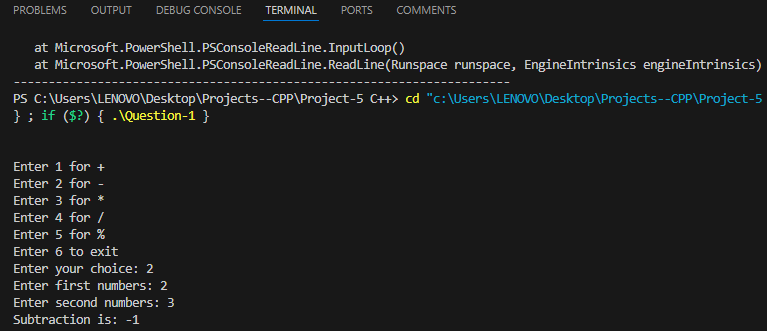 PROBLEMS OUTPUT DEBUG CONSOLE TERMINAL PORTS COMMENTS
at Microsoft.PowerShell.PSConsoleReadLine.InputLoop()
at Microsoft.PowerShell.PSConsoleReadLine.ReadLine(Runspace runspace, EngineIntrinsics engineIntrinsics)
-----------------------------------------------------------------------
PS C:\Users\LENOVO\Desktop\Projects--CPP\Project-5 C++> cd "c:\Users\LENOVO\Desktop\Projects--CPP\Project-5
} ; if ($?) { .\Question-1 }
Enter 1 for +
Enter 2 for -
Enter 3 for *
Enter 4 for /
Enter 5 for %
Enter 6 to exit
Enter your choice: 2
Enter first numbers: 2
Enter second numbers: 3
Subtraction is: -1